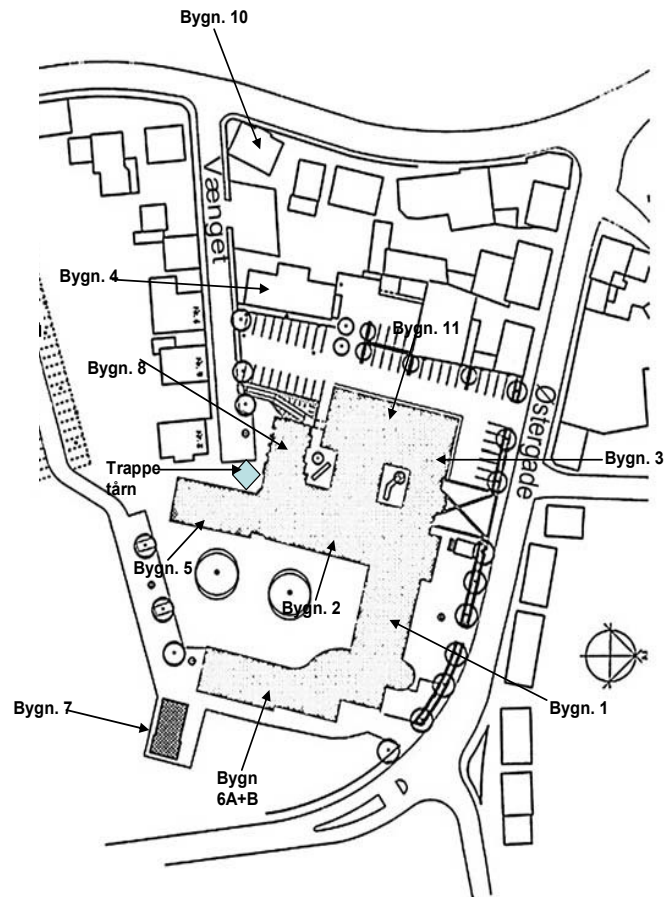 Bygn. 10
Vænget
Bygn. 4
Bygn. 11
Bygn. 8
Østergade
Bygn. 3
Trappe
tårn
Bygn. 5
Bygn. 2
Bygn. 7
Bygn. 1
Bygn
6A+B